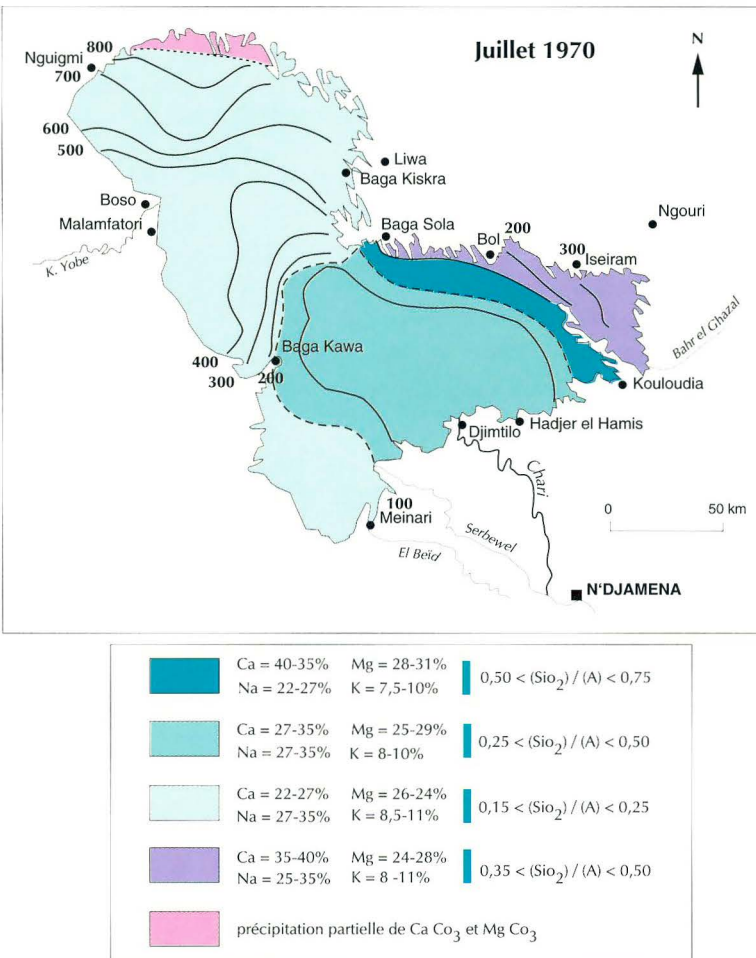 Juillet 1970
N
800
Nguigmi
700
600
500
Liwa
Baga Kiskra
Boso
Malamfatori
K. Yobe
Baga Sola
200
Bol
Ngouri
300
Iseiram
Bahr el Ghazal
400
300
200
Baga Kawa
Kouloudia
Hadjer el Hamis
Djimtilo
Chari
100
Meinari
Serbewel
El Beïd
0 50 km
N'DJAMENA
Ca = 40-35% Mg = 28-31%
Na = 22-27% K = 7,5-10%
0,50 < (Sio2) / (A) < 0,75
Ca = 27-35% Mg = 25-29%
Na = 27-35% K = 8-10%
0,25 < (Sio2) / (A) < 0,50
Ca = 22-27% Mg = 26-24%
Na = 27-35% K = 8,5-11%
0,15 < (Sio2) / (A) < 0,25
Ca = 35-40% Mg = 24-28%
Na = 25-35% K = 8 -11%
0,35 < (Sio2) / (A) < 0,50
précipitation partielle de Ca Co3 et Mg Co3